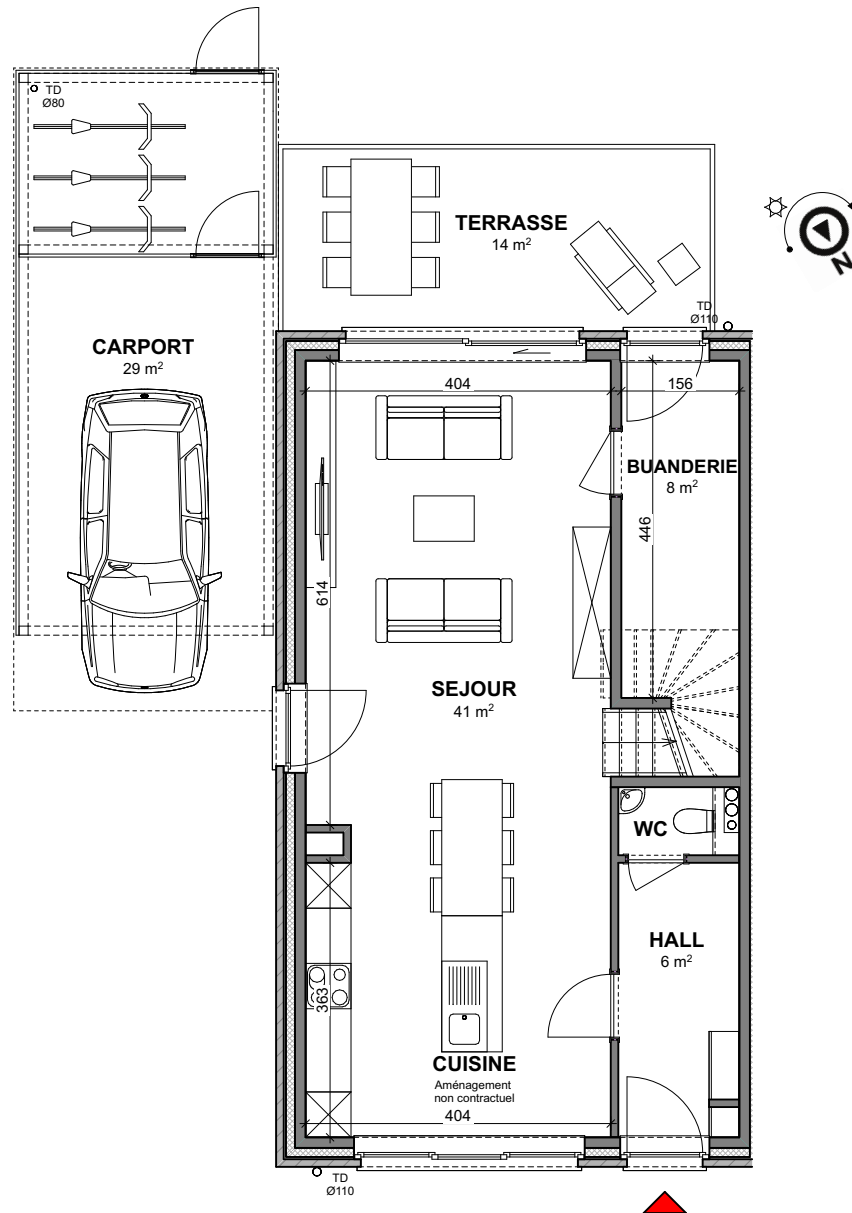 TD
Ø80
TERRASSE
14 m²
N
TD
Ø110
CARPORT
29 m²
404
156
BUANDERIE
8 m²
446
614
SEJOUR
41 m²
WC
HALL
6 m²
363
CUISINE
Aménagement
non contractuel
404
TD
Ø110